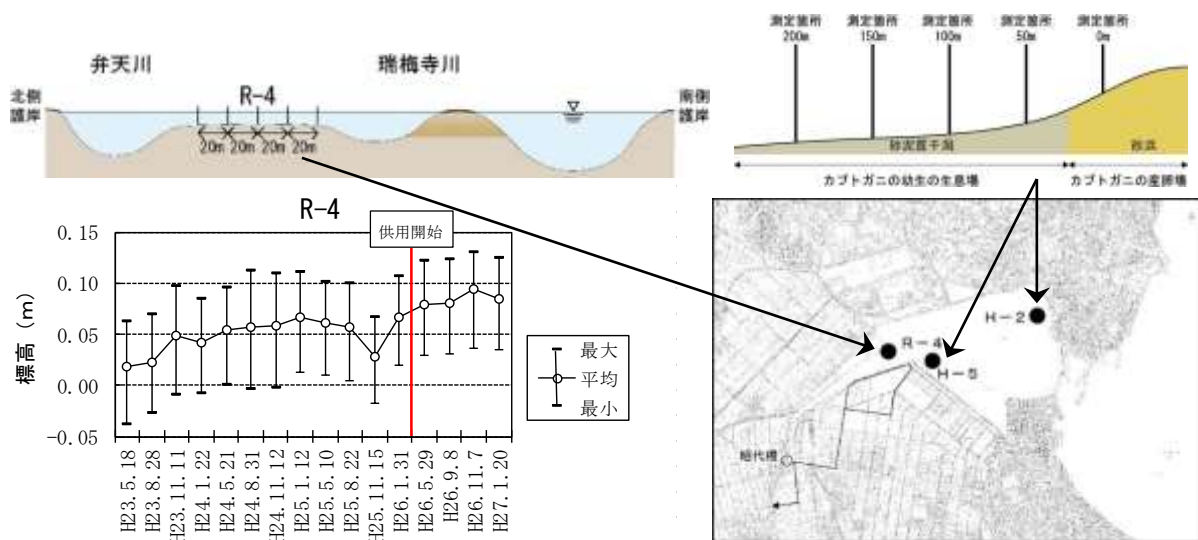 弁天川
瑞梅寺川
北側
護岸
R-4
南側
護岸
20m 20m 20m 20m
測定箇所
200m
測定箇所
150m
測定箇所
100m
測定箇所
50m
測定箇所
0m
砂泥質干潟
砂浜
カブトガニの幼生の生息場
カブトガニの産卵場
R-4
供用開始
標高 (m)
0.15
0.10
0.05
0.00
-0.05
最大
平均
最小
H23.5.18
H23.8.28
H23.11.11
H24.1.22
H24.5.21
H24.8.31
H24.11.12
H25.1.12
H25.5.10
H25.8.22
H25.11.15
H26.1.31
H26.5.29
H26.9.8
H26.11.7
H27.1.20
H-2
R-4
H-5